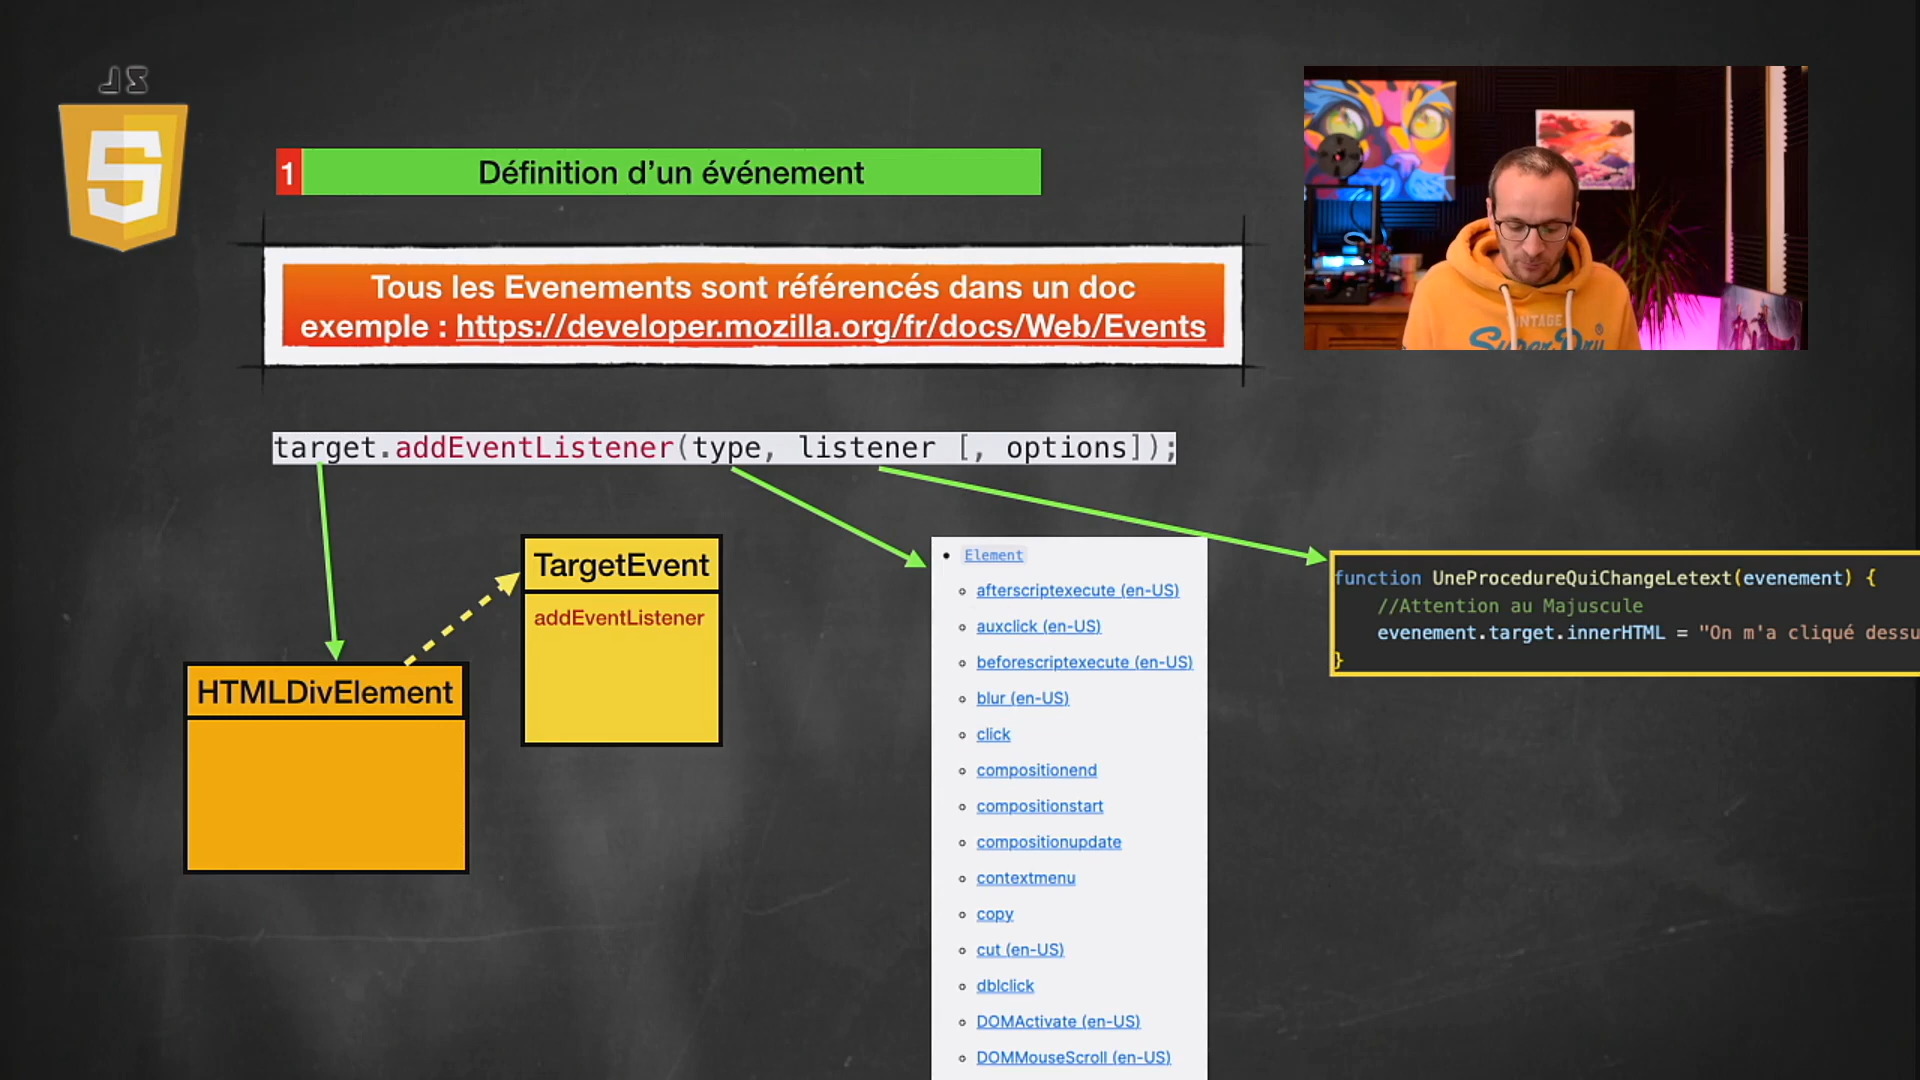 JS
5
1
Définition d’un événement
Tous les Evenements sont référencés dans un doc
exemple : https://developer.mozilla.org/fr/docs/Web/Events
target.addEventListener(type, listener [, options]);
TargetEvent
addEventListener
HTMLDivElement
Element
afterscriptexecute (en-US)
auxclick (en-US)
beforescriptexecute (en-US)
blur (en-US)
click
compositionend
compositionstart
compositionupdate
contextmenu
copy
cut (en-US)
dblclick
DOMActivate (en-US)
DOMMouseScroll (en-US)
function UneProcedureQuiChangeLetext(evenement) {
//Attention au Majuscule
evenement.target.innerHTML = "On m'a cliqué dessu
}
VINTAGE
SuperDry
®